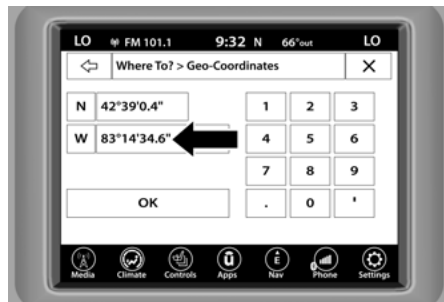 LO FM 101.1 9:32 N 66°out LO
Where To? > Geo-Coordinates X
N 42°39'0.4" 1 2 3
W 83°14'34.6" 4 5 6
7 8 9
OK . 0 '
Media Climate Controls ū Apps E Nav Phone Settings